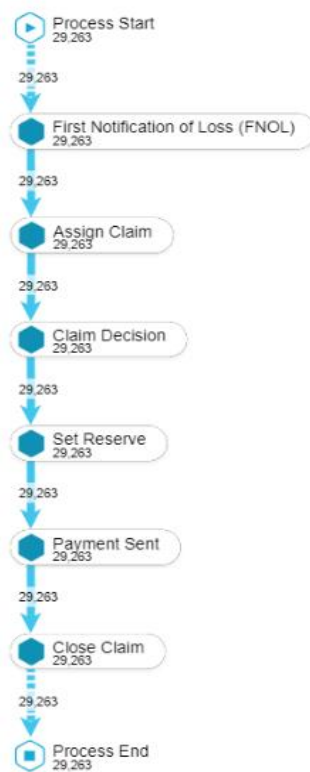 Process Start
29,263
29,263
First Notification of Loss (FNOL)
29,263
29,263
Assign Claim
29,263
29,263
Claim Decision
29,263
29,263
Set Reserve
29,263
29,263
Payment Sent
29,263
29,263
Close Claim
29,263
29,263
Process End
29,263